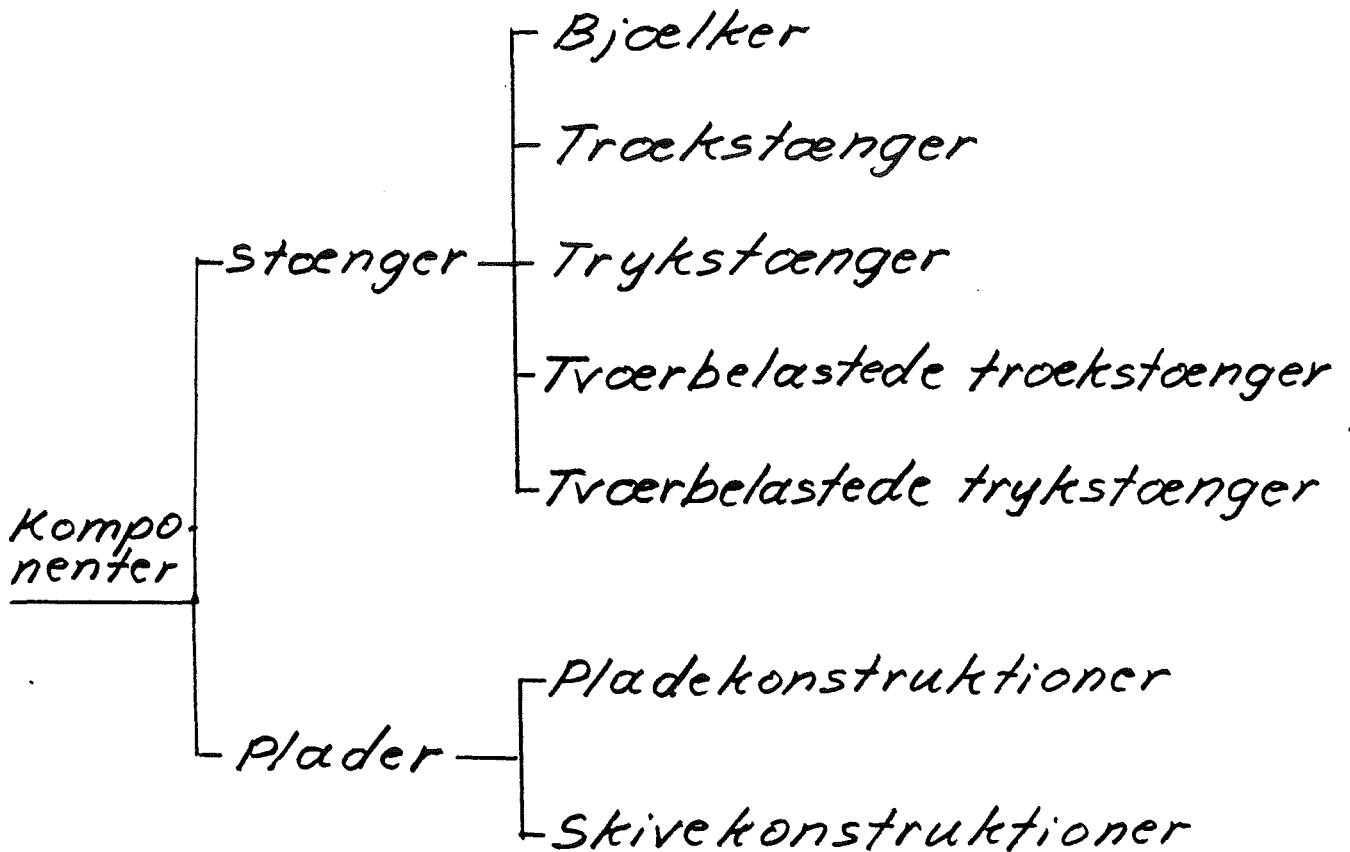 Bjælker
Trækstænger
Stænger
Trykstænger
Tværbelastede trækstænger
Tværbelastede trykstænger
Kompo-
nenter
Pladekonstruktioner
Plader
Skivekonstruktioner